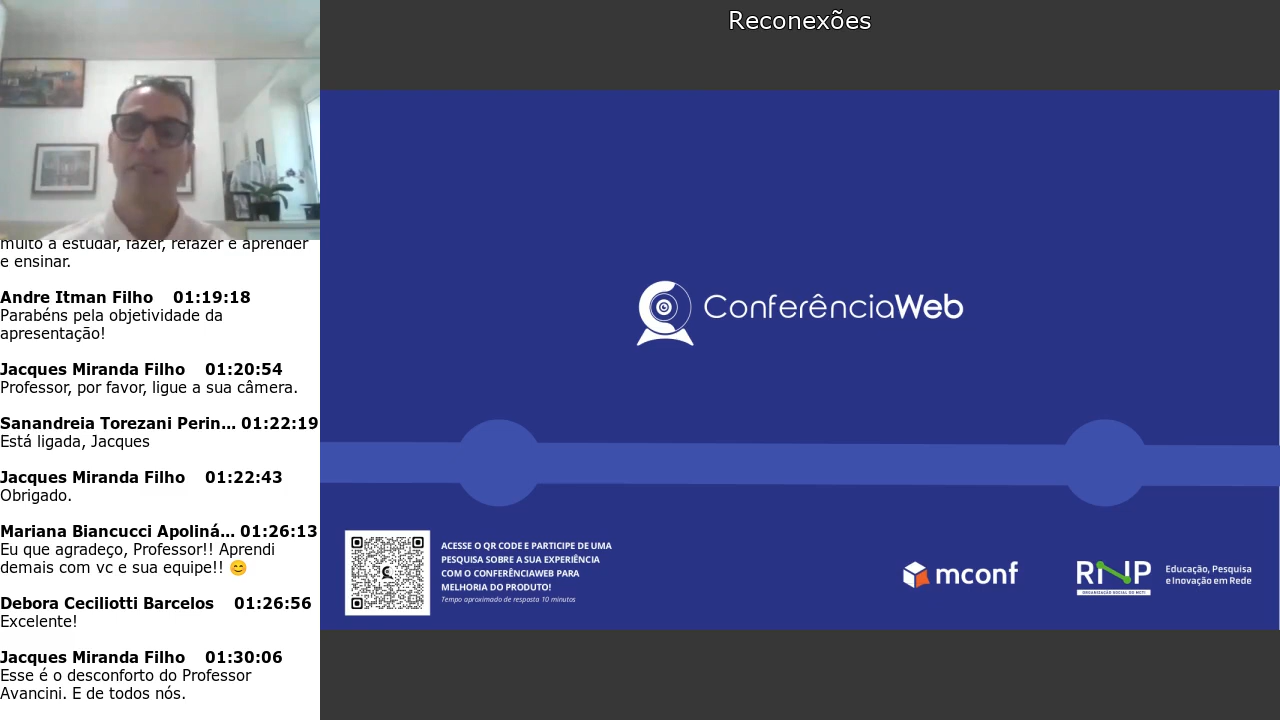 Reconexões
muito a estudar, fazer, refazer e aprender
e ensinar.
Andre Itman Filho 01:19:18
Parabéns pela objetividade da
apresentação!
Jacques Miranda Filho 01:20:54
Professor, por favor, ligue a sua câmera.
Sanandreia Torezani Perin... 01:22:19
Está ligada, Jacques
Jacques Miranda Filho 01:22:43
Obrigado.
Mariana Biancucci Apoliná... 01:26:13
Eu que agradeço, Professor!! Aprendi
demais com vc e sua equipe!! 😊
Debora Ceciliotti Barcelos 01:26:56
Excelente!
Jacques Miranda Filho 01:30:06
Esse é o desconforto do Professor
Avancini. E de todos nós.
ConferênciaWeb
ACESSE O QR CODE E PARTICIPE DE UMA
PESQUISA SOBRE A SUA EXPERIÊNCIA
COM O CONFERÊNCIAWEB PARA
MELHORIA DO PRODUTO!
Tempo aproximado de resposta 10 minutos
mconf
RNP
ORGANIZAÇÃO SOCIAL DO MCTI
Educação, Pesquisa
e Inovação em Rede